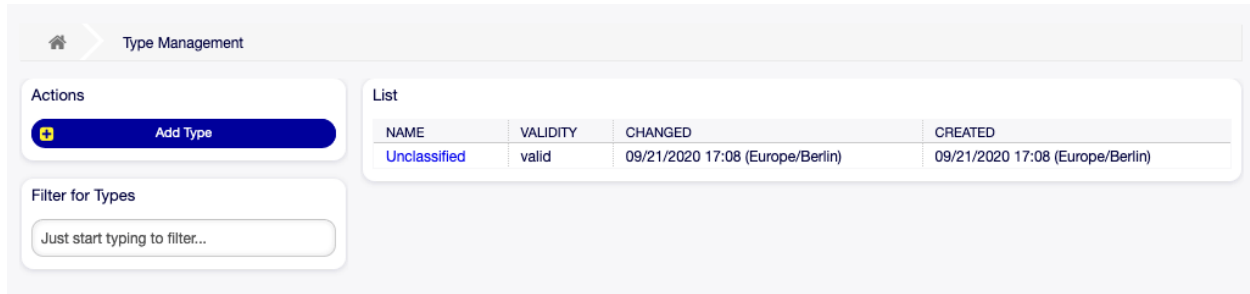 Type Management
Actions
Add Type
Filter for Types
Just start typing to filter...
List
NAME VALIDITY CHANGED CREATED
Unclassified valid 09/21/2020 17:08 (Europe/Berlin) 09/21/2020 17:08 (Europe/Berlin)